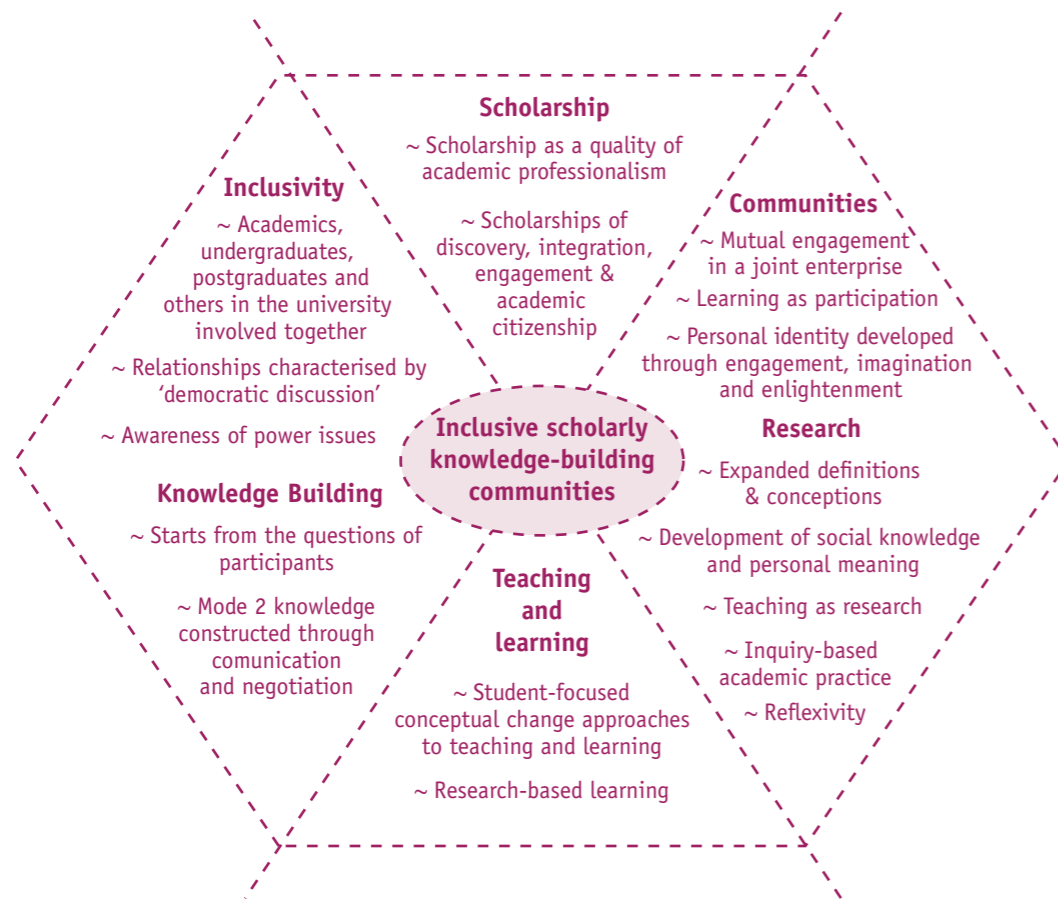 Scholarship
~ Scholarship as a quality of
academic professionalism
~ Scholarships of
discovery, integration,
engagement &
academic
citizenship
Inclusivity
~ Academics,
undergraduates,
postgraduates and
others in the university
involved together
~ Relationships characterised by
‘democratic discussion’
~ Awareness of power issues
Communities
~ Mutual engagement
in a joint enterprise
~ Learning as participation
~ Personal identity developed
through engagement, imagination
and enlightenment
Inclusive scholarly
knowledge-building
communities
Research
~ Expanded definitions
& conceptions
~ Development of social knowledge
and personal meaning
~ Teaching as research
~ Inquiry-based
academic practice
~ Reflexivity
Knowledge Building
~ Starts from the questions of
participants
~ Mode 2 knowledge
constructed through
comunication
and negotiation
Teaching
and
learning
~ Student-focused
conceptual change approaches
to teaching and learning
~ Research-based learning